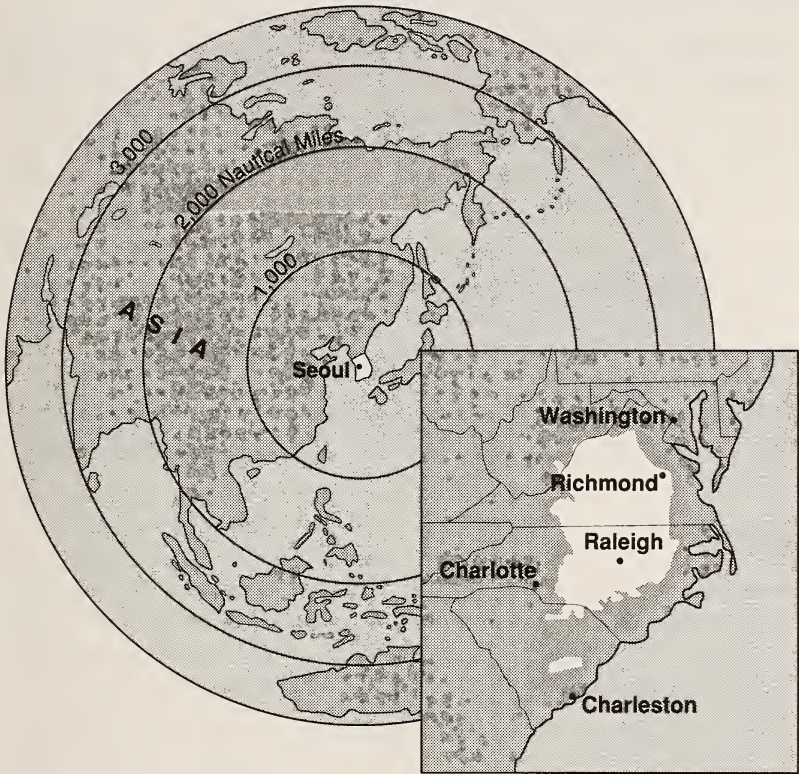 3,000
2,000 Nautical Miles
1,000
ASIA
Seoul
Washington
Richmond
Raleigh
Charlotte
Charleston